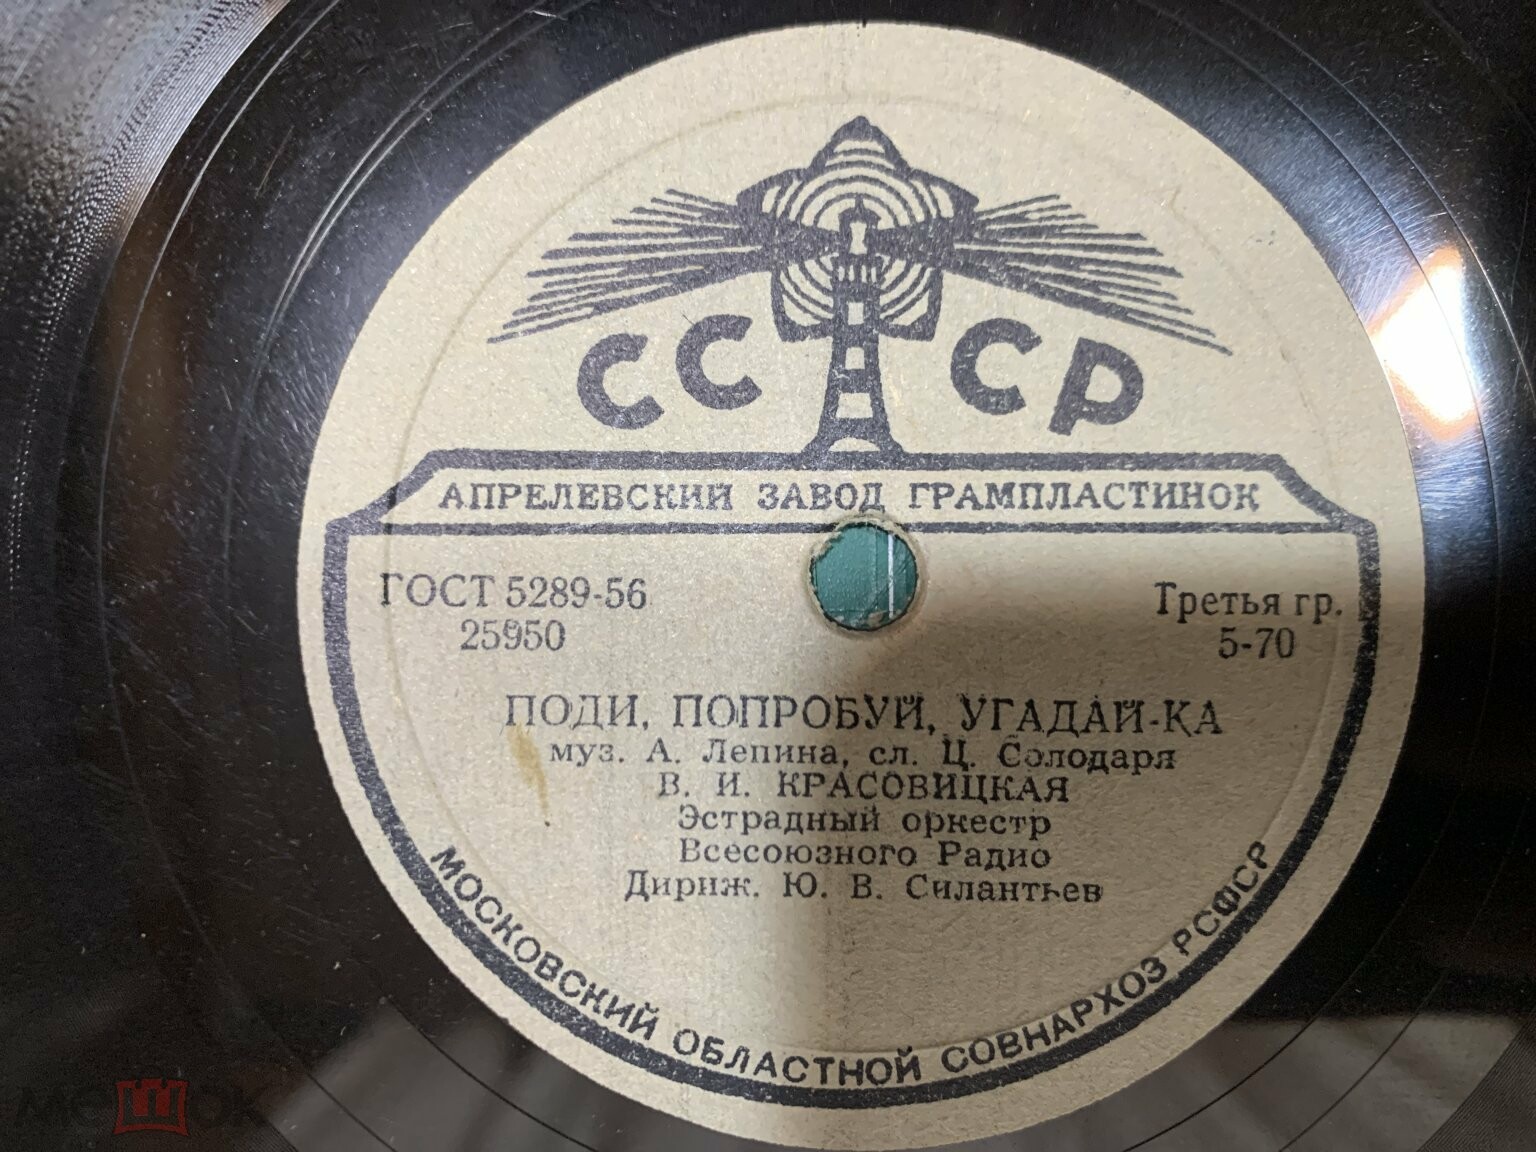 СССР
АПРЕЛЕВСКИЙ ЗАВОД ГРАМПЛАСТИНОК
ГОСТ 5289-56
25950
Третья гр.
5-70
ПОДИ, ПОПРОБУЙ, УГАДАЙ-КА
муз. А. Лепина, сл. Ц. Солодаря
В. И. КРАСОВИЦКАЯ
Эстрадный оркестр
Всесоюзного Радио
Дириж. Ю. В. Силантьев
МОСКОВСКИЙ ОБЛАСТНОЙ СОВНАРХОЗ РСФСР
МЕШОК